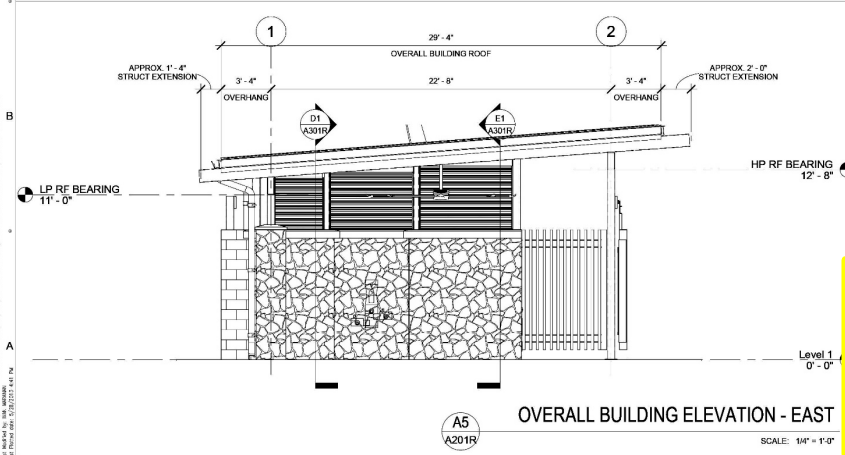 1
2
29' - 4"
OVERALL BUILDING ROOF
APPROX. 1' - 4"
STRUCT EXTENSION
APPROX. 2' - 0"
STRUCT EXTENSION
3' - 4"
22' - 8"
3' - 4"
OVERHANG
OVERHANG
B
D1
A301R
E1
A301R
HP RF BEARING
12' - 8"
LP RF BEARING
11' - 0"
A
Level 1
0' - 0"
A5
A201R
OVERALL BUILDING ELEVATION - EAST
SCALE: 1/4" = 1'-0"